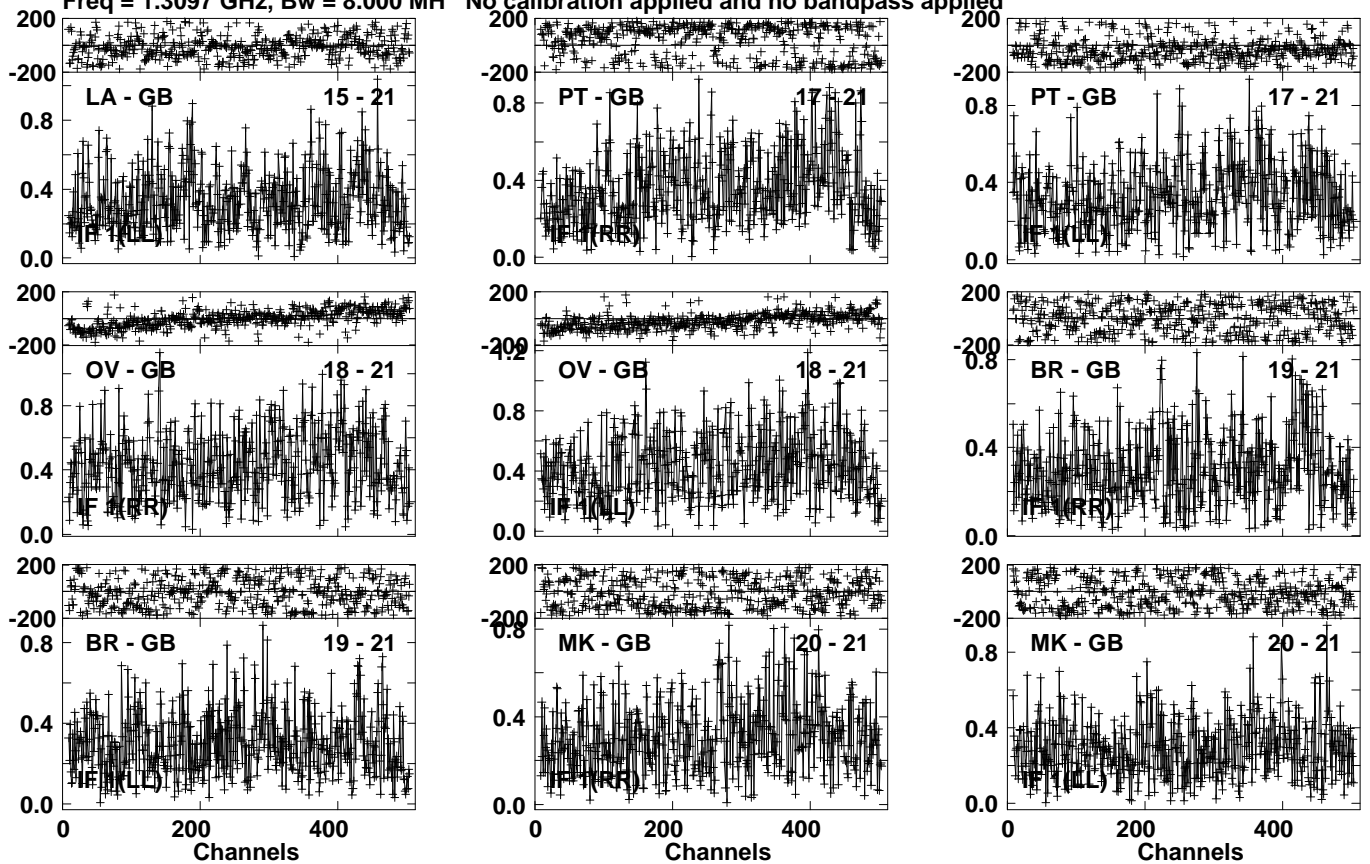 Freq = 1.3097 GHz, Bw = 8.000 MH No calibration applied and no bandpass applied
200
-200
LA - GB 15 - 21
0.8
0.4
IF 1(LL)
0.0
200
-200
PT - GB 17 - 21
0.8
0.4
IF 1(RR)
0.0
200
-200
PT - GB 17 - 21
0.8
0.4
IF 1(LL)
0.0
200
-200
OV - GB 18 - 21
0.8
0.4
IF 1(RR)
0.0
200
-200
1.2
OV - GB 18 - 21
0.8
0.4
IF 1(LL)
0.0
200
-200
0.8
BR - GB 19 - 21
0.4
IF 1(RR)
0.0
200
-200
BR - GB 19 - 21
0.8
0.4
IF 1(LL)
0.0
0 200 400
Channels
200
-200
0.8
MK - GB 20 - 21
0.4
IF 1(RR)
0.0
0 200 400
Channels
200
-200
MK - GB 20 - 21
0.8
0.4
IF 1(LL)
0.0
0 200 400
Channels